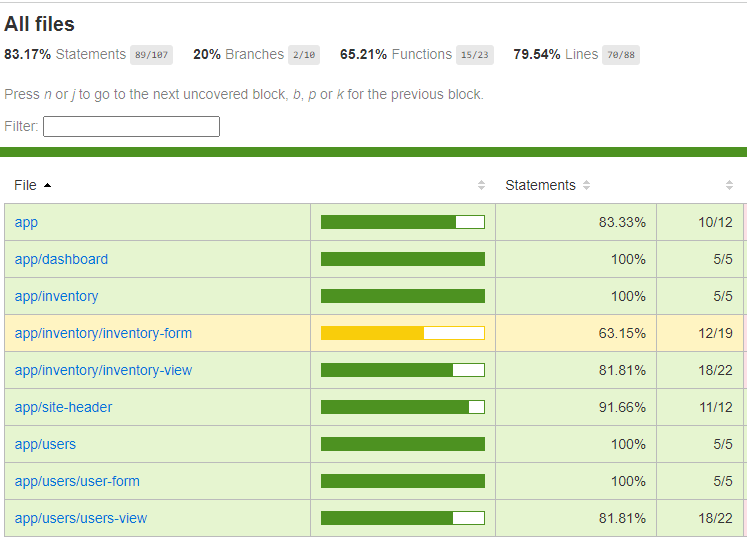 All files
83.17% Statements 89/107 20% Branches 2/10 65.21% Functions 15/23 79.54% Lines 70/88
Press n or j to go to the next uncovered block, b, p or k for the previous block.
Filter:
File Statements
app 83.33% 10/12
app/dashboard 100% 5/5
app/inventory 100% 5/5
app/inventory/inventory-form 63.15% 12/19
app/inventory/inventory-view 81.81% 18/22
app/site-header 91.66% 11/12
app/users 100% 5/5
app/users/user-form 100% 5/5
app/users/users-view 81.81% 18/22